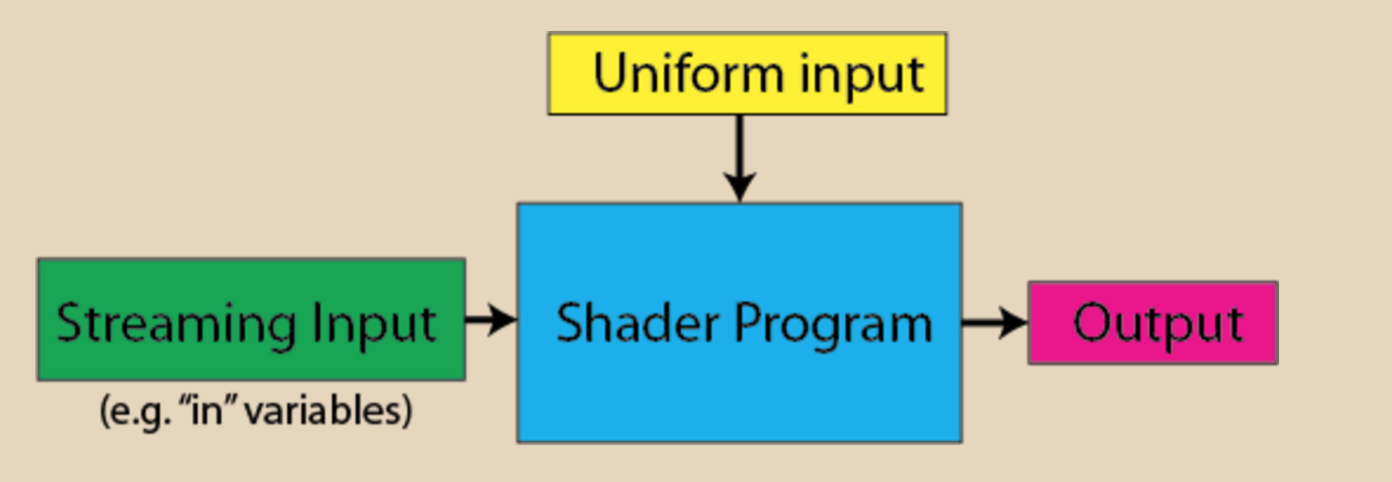 Uniform input
Streaming Input
Shader Program
Output
(e.g. “in” variables)